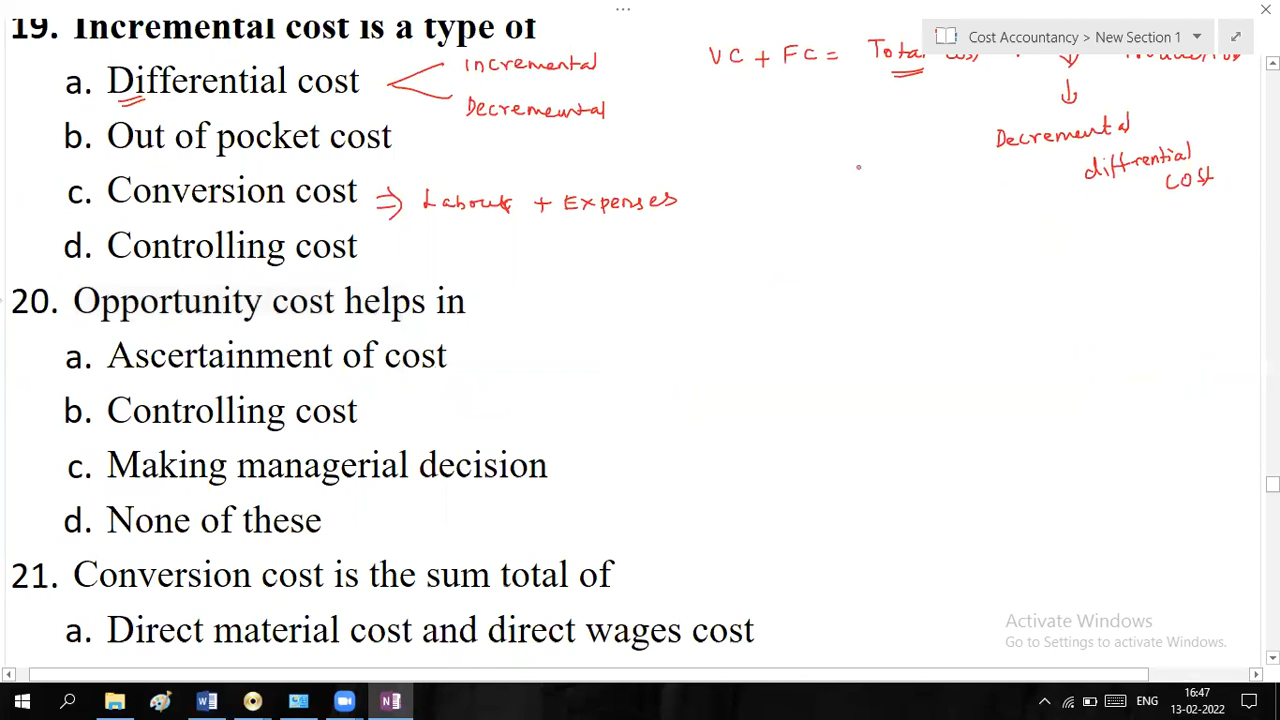 19. Incremental cost is a type of
Cost Accountancy > New Section 1
VC + FC = Total
a. Differential cost
Incremental
Decremental
Decremental
diffrential
cost
b. Out of pocket cost
c. Conversion cost ⇒ Labour + Expenses
d. Controlling cost
20. Opportunity cost helps in
a. Ascertainment of cost
b. Controlling cost
c. Making managerial decision
d. None of these
21. Conversion cost is the sum total of
a. Direct material cost and direct wages cost
Activate Windows
Go to Settings to activate Windows.
ENG
16:47
13-02-2022